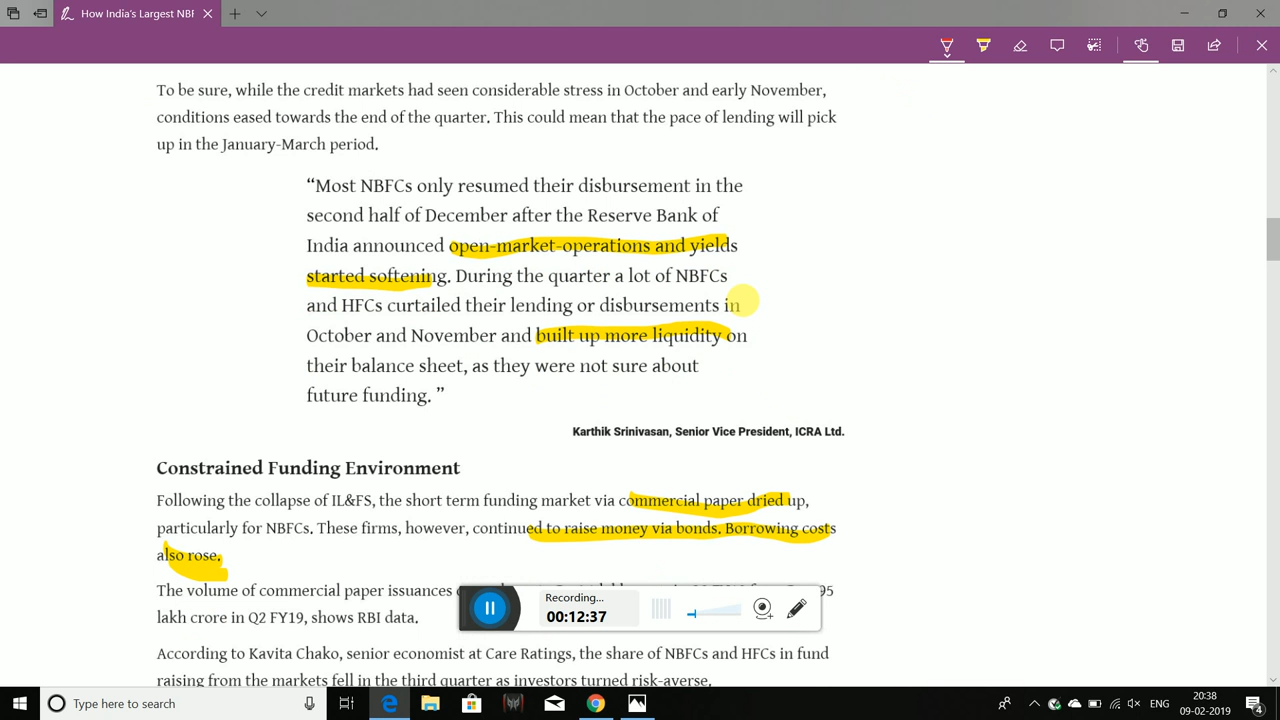 How India's Largest NBF
To be sure, while the credit markets had seen considerable stress in October and early November,
conditions eased towards the end of the quarter. This could mean that the pace of lending will pick
up in the January-March period.
“Most NBFCs only resumed their disbursement in the
second half of December after the Reserve Bank of
India announced open-market-operations and yields
started softening. During the quarter a lot of NBFCs
and HFCs curtailed their lending or disbursements in
October and November and built up more liquidity on
their balance sheet, as they were not sure about
future funding. ”
Karthik Srinivasan, Senior Vice President, ICRA Ltd.
Constrained Funding Environment
Following the collapse of IL&FS, the short term funding market via commercial paper dried up,
particularly for NBFCs. These firms, however, continued to raise money via bonds. Borrowing costs
also rose.
The volume of commercial paper issuances 95
lakh crore in Q2 FY19, shows RBI data.
Recording...
00:12:37
According to Kavita Chako, senior economist at Care Ratings, the share of NBFCs and HFCs in fund
raising from the markets fell in the third quarter as investors turned risk-averse.
Type here to search
ENG
20:38
09-02-2019
4